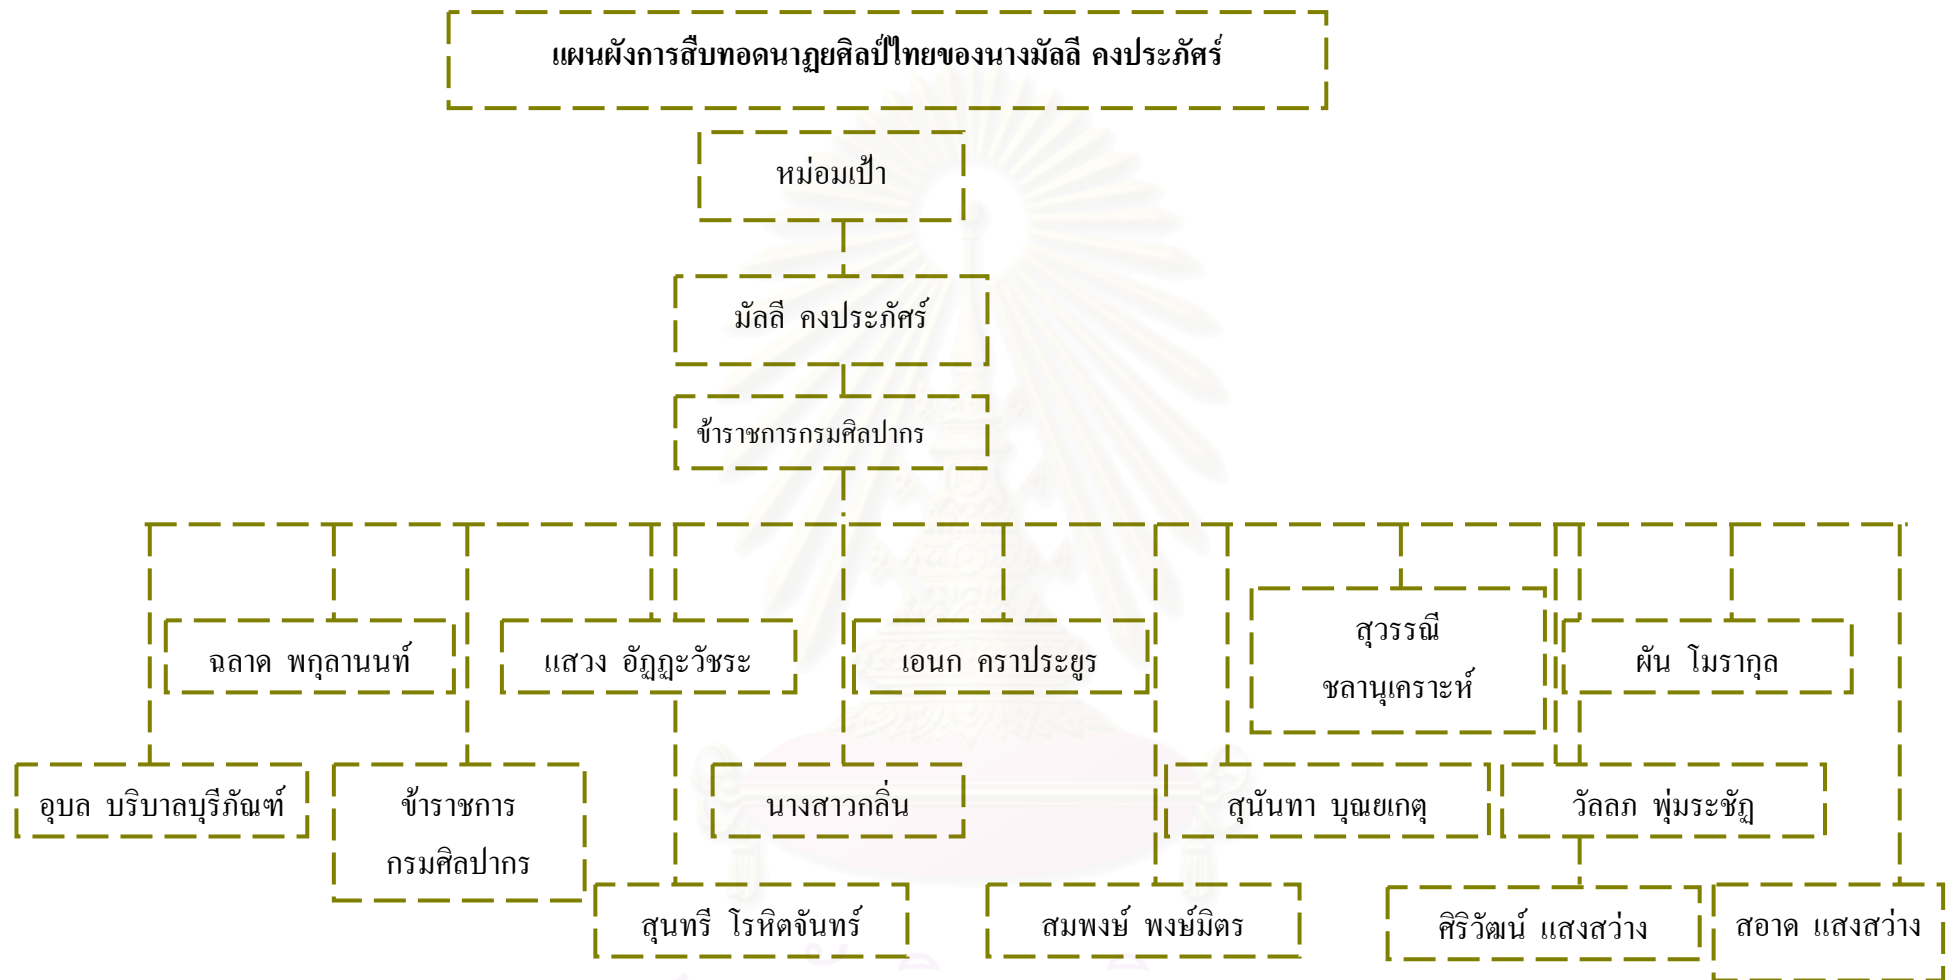 แผนผังการสืบทอดนาฏยศิลป์ไทยของนางมัลลี คงประภัศร์
หม่อมเป้า
มัลลี คงประภัศร์
ข้าราชการกรมศิลปากร
ฉลาด พกุลานนท์
แสวง อัฏฏะวัชระ
เอนก คราประยูร
สุวรรณี
ชลานุเคราะห์
ผัน โมรากุล
อุบล บริบาลบุรีภัณฑ์
ข้าราชการ
กรมศิลปากร
นางสาวกลิ่น
สุนันทา บุณยเกตุ
วัลลภ พุ่มระชัฏ
สุนทรี โรหิตจันทร์
สมพงษ์ พงษ์มิตร
ศิริวัฒน์ แสงสว่าง
สอาด แสงสว่าง